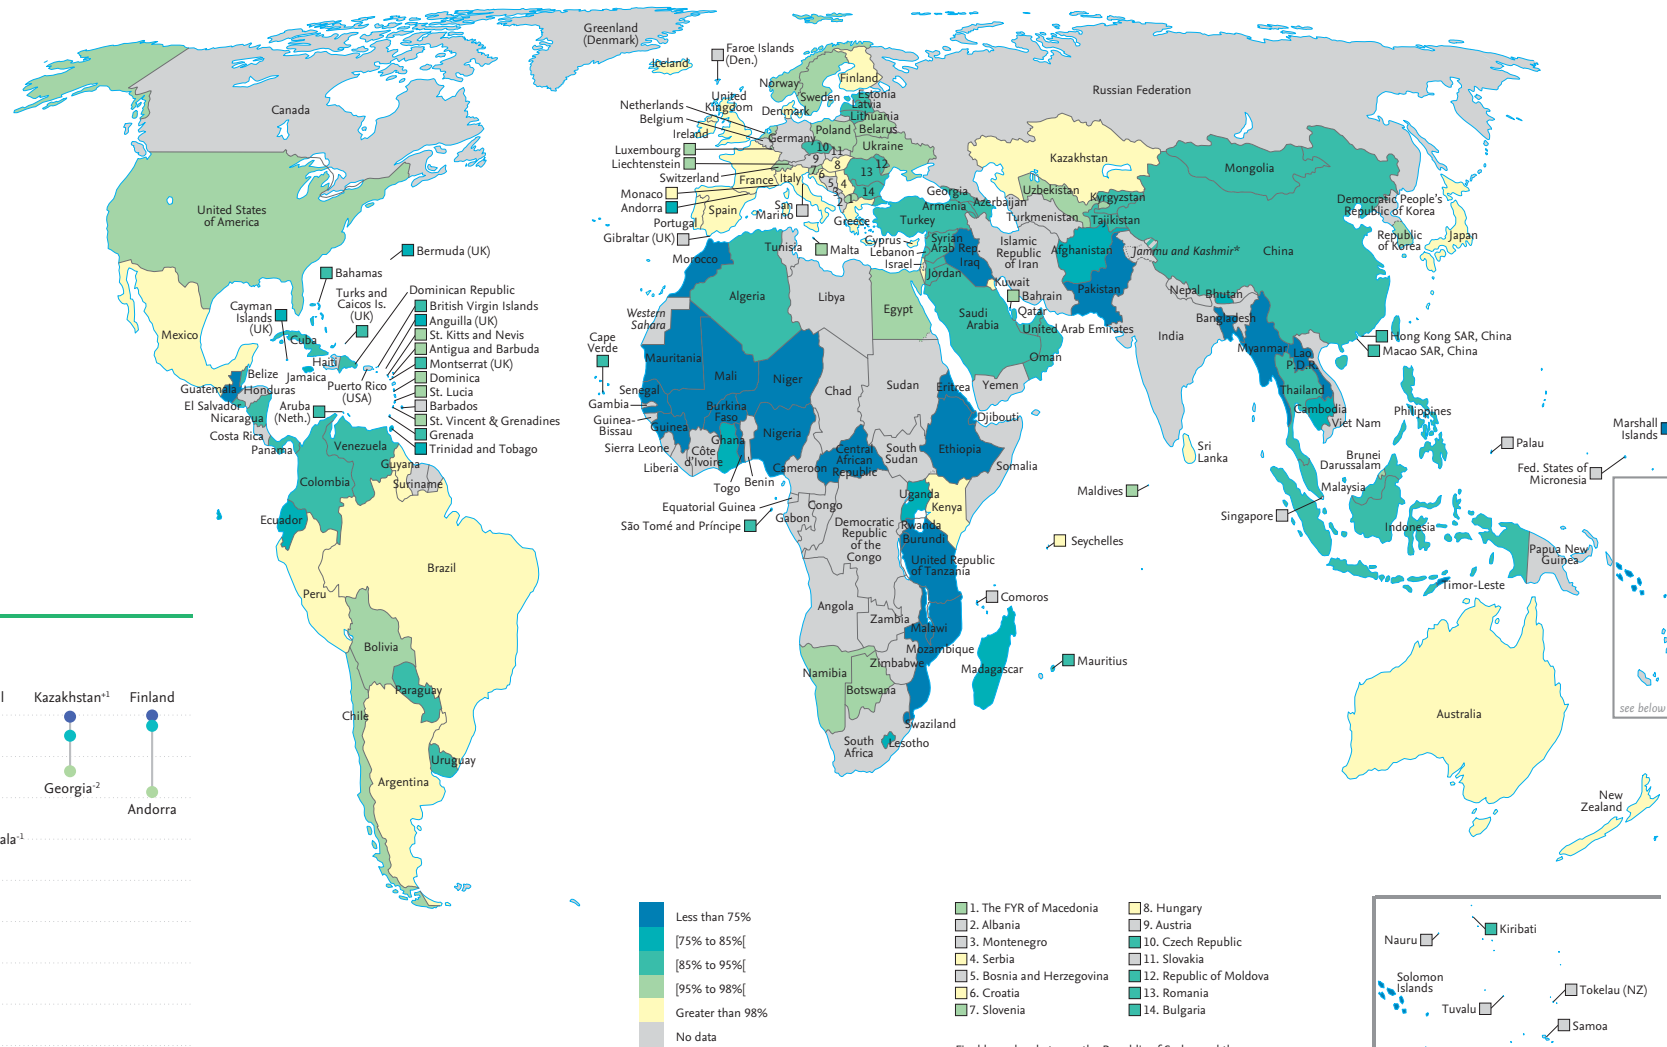 Greenland
(Denmark)
Faroe Islands
(Den.)
Iceland
Norway
Sweden
Finland
Russian Federation
Canada
United
Kingdom
Denmark
Estonia
Latvia
Lithuania
Netherlands
Belgium
Ireland
Germany
Poland
Belarus
Luxembourg
Liechtenstein
Switzerland
Ukraine
10
11
9
8
12
13
7
6
5
4
3
2
1
14
France
Italy
Monaco
Andorra
Spain
San
Marino
Portugal
Greece
Gibraltar (UK)
Malta
Kazakhstan
Mongolia
Uzbekistan
Kyrgyzstan
Georgia
Azerbaijan
Armenia
Turkmenistan
Tajikistan
Turkey
Democratic People's
Republic of Korea
Republic
of Korea
Japan
China
Cyprus
Lebanon
Israel
Syrian
Arab Rep.
Iraq
Jordan
Islamic
Republic
of Iran
Afghanistan
Jammu and Kashmir*
Pakistan
Nepal
Bhutan
Bangladesh
India
Myanmar
Lao
P.D.R.
Thailand
Cambodia
Viet Nam
Hong Kong SAR, China
Macao SAR, China
Philippines
Kuwait
Bahrain
Qatar
United Arab Emirates
Saudi
Arabia
Oman
Yemen
United States
of America
Bermuda (UK)
Bahamas
Turks and
Caicos Is.
(UK)
Cayman
Islands
(UK)
Cuba
Haiti
Jamaica
Dominican Republic
British Virgin Islands
Anguilla (UK)
St. Kitts and Nevis
Antigua and Barbuda
Montserrat (UK)
Dominica
St. Lucia
Barbados
St. Vincent & Grenadines
Grenada
Trinidad and Tobago
Puerto Rico
(USA)
Aruba
(Neth.)
Mexico
Belize
Guatemala
Honduras
El Salvador
Nicaragua
Costa Rica
Panama
Venezuela
Guyana
Suriname
Colombia
Ecuador
Brazil
Peru
Bolivia
Paraguay
Chile
Uruguay
Argentina
Morocco
Tunisia
Algeria
Libya
Egypt
Western
Sahara
Cape
Verde
Mauritania
Mali
Niger
Chad
Sudan
Eritrea
Djibouti
Senegal
Gambia
Guinea-
Bissau
Guinea
Burkina
Faso
Sierra Leone
Liberia
Côte
d'Ivoire
Ghana
Togo
Benin
Nigeria
Cameroon
Central
African
Republic
South
Sudan
Ethiopia
Somalia
Equatorial Guinea
São Tomé and Príncipe
Gabon
Congo
Democratic
Republic
of the
Congo
Uganda
Kenya
Rwanda
Burundi
United Republic
of Tanzania
Seychelles
Comoros
Angola
Zambia
Malawi
Mozambique
Zimbabwe
Madagascar
Mauritius
Namibia
Botswana
Swaziland
Lesotho
South
Africa
Sri
Lanka
Maldives
Brunei
Darussalam
Malaysia
Singapore
Indonesia
Timor-Leste
Papua New
Guinea
Palau
Fed. States of
Micronesia
Marshall
Islands
Australia
New
Zealand
see below
l
Kazakhstan+1
Finland
Georgia-2
Andorra
ala-1
Less than 75%
[75% to 85%[
[85% to 95%[
[95% to 98%[
Greater than 98%
No data
1. The FYR of Macedonia
2. Albania
3. Montenegro
4. Serbia
5. Bosnia and Herzegovina
6. Croatia
7. Slovenia
8. Hungary
9. Austria
10. Czech Republic
11. Slovakia
12. Republic of Moldova
13. Romania
14. Bulgaria
Nauru
Kiribati
Solomon
Islands
Tuvalu
Tokelau (NZ)
Samoa